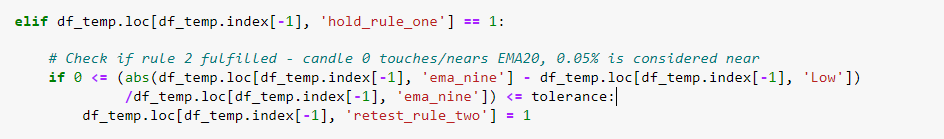 elif df_temp.loc[df_temp.index[-1], 'hold_rule_one'] == 1:
# Check if rule 2 fulfilled - candle 0 touches/nears EMA20, 0.05% is considered near
if 0 <= (abs(df_temp.loc[df_temp.index[-1], 'ema_nine'] - df_temp.loc[df_temp.index[-1], 'Low'])
/df_temp.loc[df_temp.index[-1], 'ema_nine']) <= tolerance:
df_temp.loc[df_temp.index[-1], 'retest_rule_two'] = 1